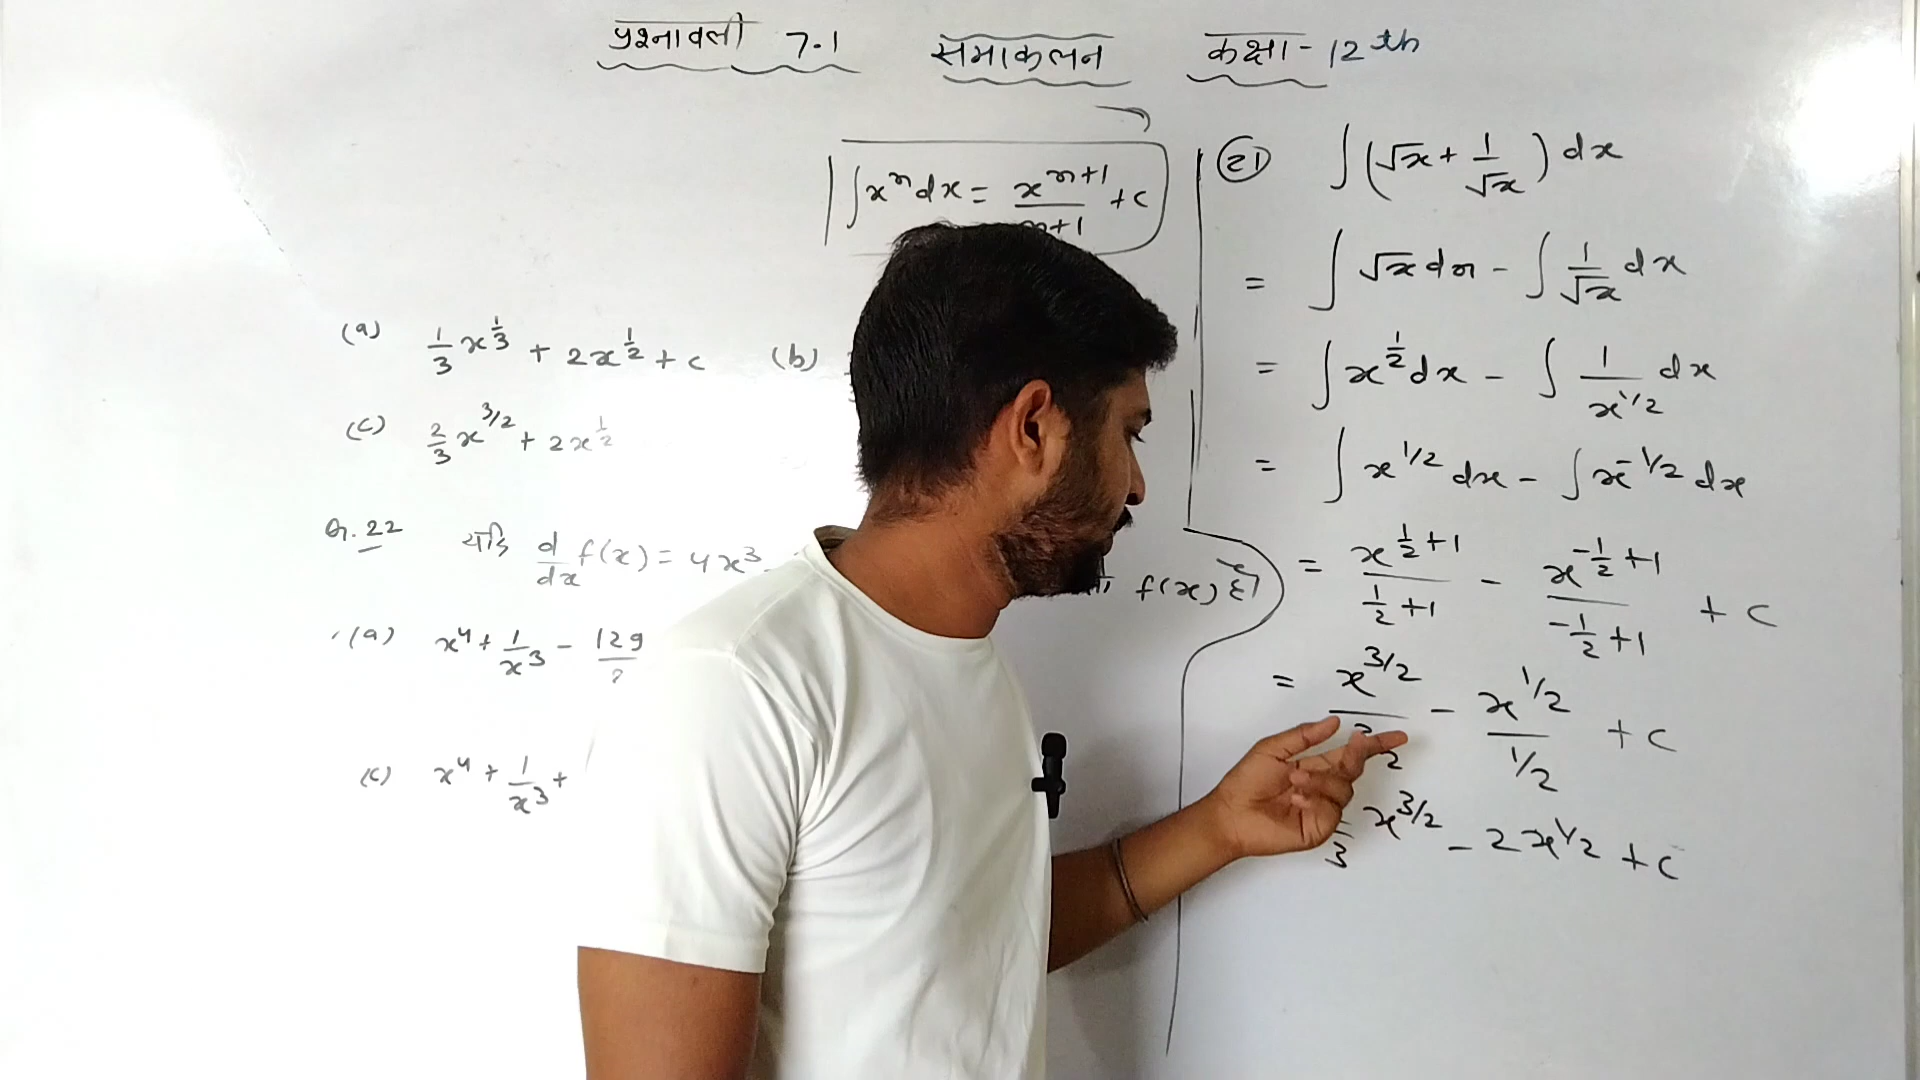 प्रश्नावली 7.1 समाकलन कक्षा - 12th
∫xⁿdx = xⁿ⁺¹/n+1 + c
(a) 1/3 x^1/3 + 2x^1/2 + c (b)
(c) 2/3 x^3/2 + 2x^1/2
Q.22 यदि d/dx f(x) = 4x³ f(x) है
(a) x⁴ + 1/x³ - 129
(c) x⁴ + 1/x³ +
(21) ∫(√x + 1/√x) dx
= ∫ √x dx - ∫ 1/√x dx
= ∫ x^1/2 dx - ∫ 1/x^1/2 dx
= ∫ x^1/2 dx - ∫ x^-1/2 dx
= x^1/2+1 / 1/2+1 - x^-1/2+1 / -1/2+1 + c
= x^3/2 / 2 - x^1/2 / 1/2 + c
3 x^3/2 - 2x^1/2 + c